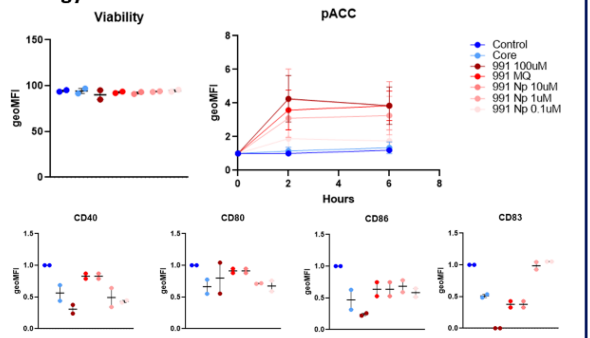 Viability
geoMFI
150
100
50
0
pACC
geoMFI
8
6
4
2
0
0 2 4 6 8
Hours
Control
Core
991 100uM
991 MQ
991 Np 10uM
991 Np 1uM
991 Np 0.1uM
CD40
geoMFI
1.5
1.0
0.5
0.0
CD80
geoMFI
1.5
1.0
0.5
0.0
CD86
geoMFI
1.5
1.0
0.5
0.0
CD83
geoMFI
1.5
1.0
0.5
0.0